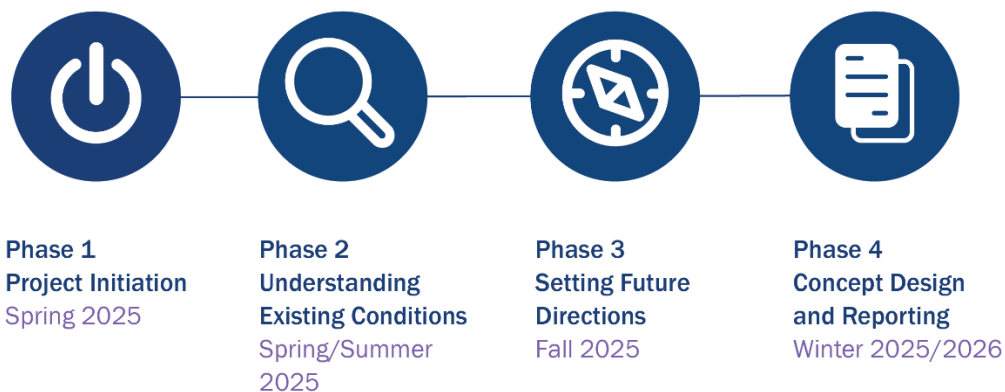 Phase 1
Project Initiation
Spring 2025
Phase 2
Understanding
Existing Conditions
Spring/Summer
2025
Phase 3
Setting Future
Directions
Fall 2025
Phase 4
Concept Design
and Reporting
Winter 2025/2026